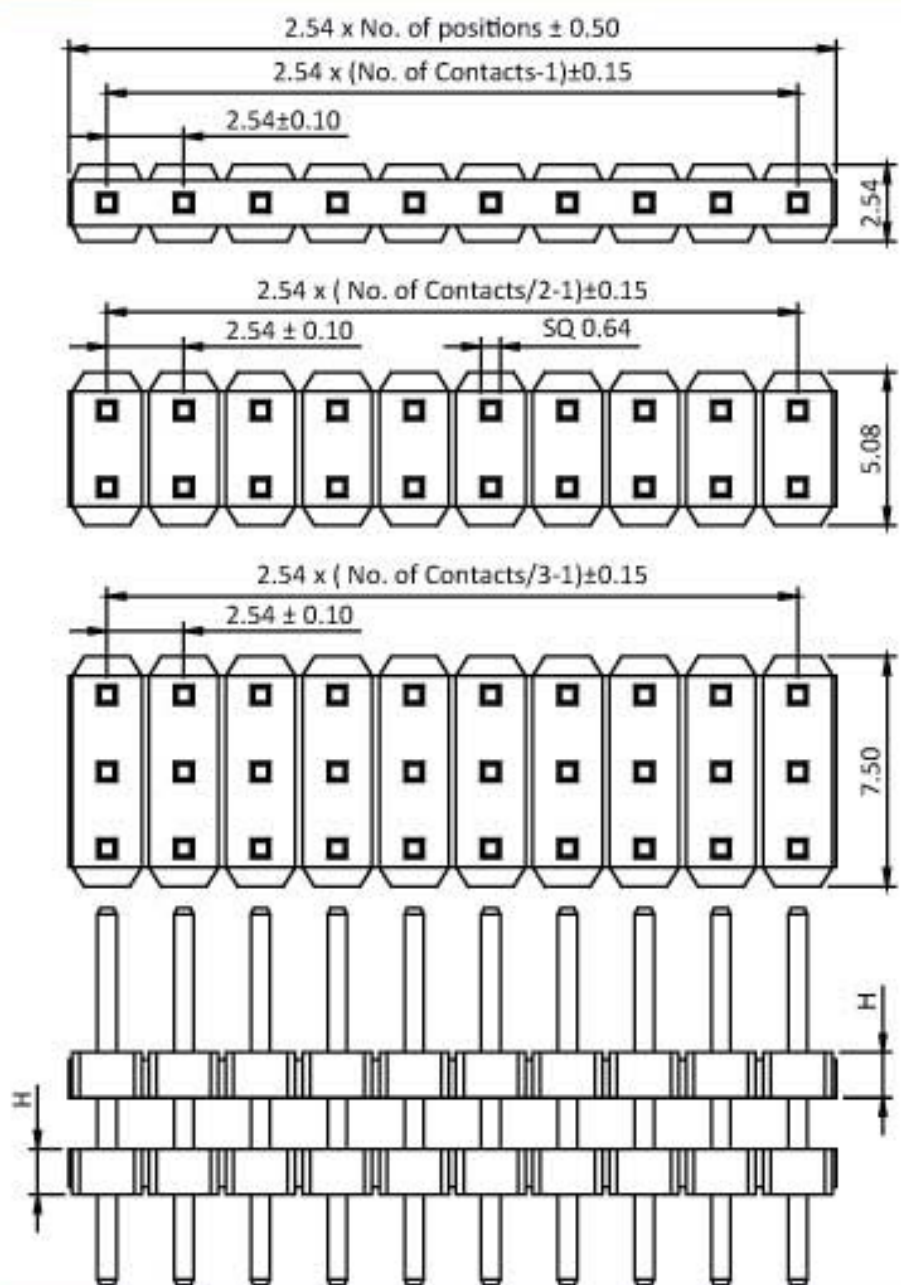 2.54 x No. of positions ± 0.50
2.54 x (No. of Contacts-1)±0.15
2.54±0.10
2.54
2.54 x ( No. of Contacts/2-1)±0.15
2.54 ± 0.10
SQ 0.64
5.08
2.54 x ( No. of Contacts/3-1)±0.15
2.54 ± 0.10
7.50
H
H